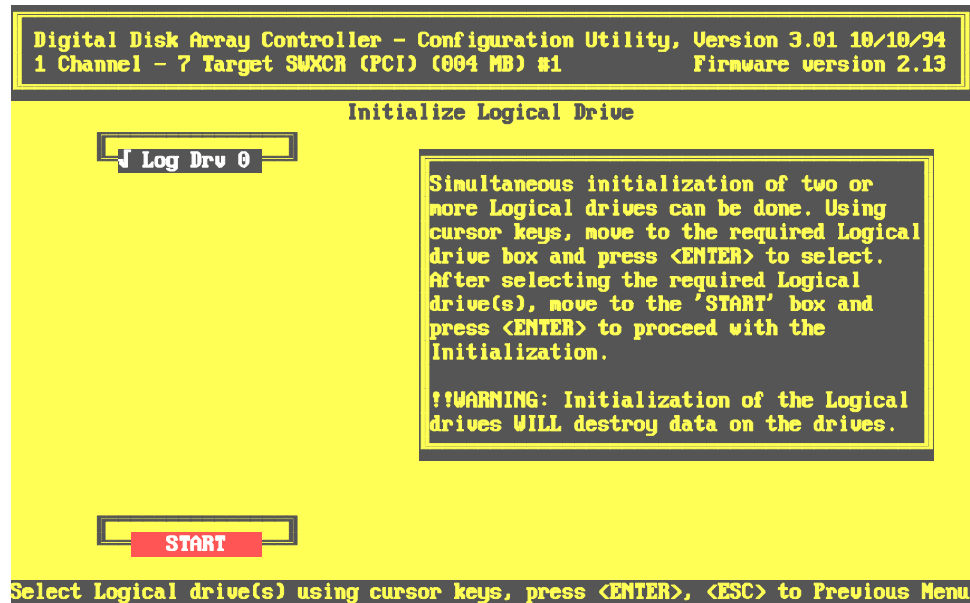 Digital Disk Array Controller – Configuration Utility, Version 3.01 10/10/94
1 Channel – 7 Target SWXCR (PCI) (004 MB) #1 Firmware version 2.13
Initialize Logical Drive
√ Log Drv 0
Simultaneous initialization of two or
more Logical drives can be done. Using
cursor keys, move to the required Logical
drive box and press <ENTER> to select.
After selecting the required Logical
drive(s), move to the 'START' box and
press <ENTER> to proceed with the
Initialization.
!!WARNING: Initialization of the Logical
drives WILL destroy data on the drives.
START
Select Logical drive(s) using cursor keys, press <ENTER>, <ESC> to Previous Menu